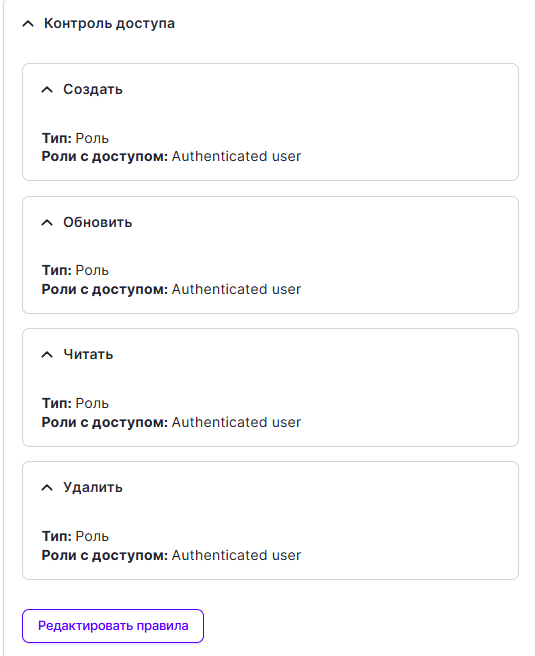 Контроль доступа
Создать
Тип: Роль
Роли с доступом: Authenticated user
Обновить
Тип: Роль
Роли с доступом: Authenticated user
Читать
Тип: Роль
Роли с доступом: Authenticated user
Удалить
Тип: Роль
Роли с доступом: Authenticated user
Редактировать правила